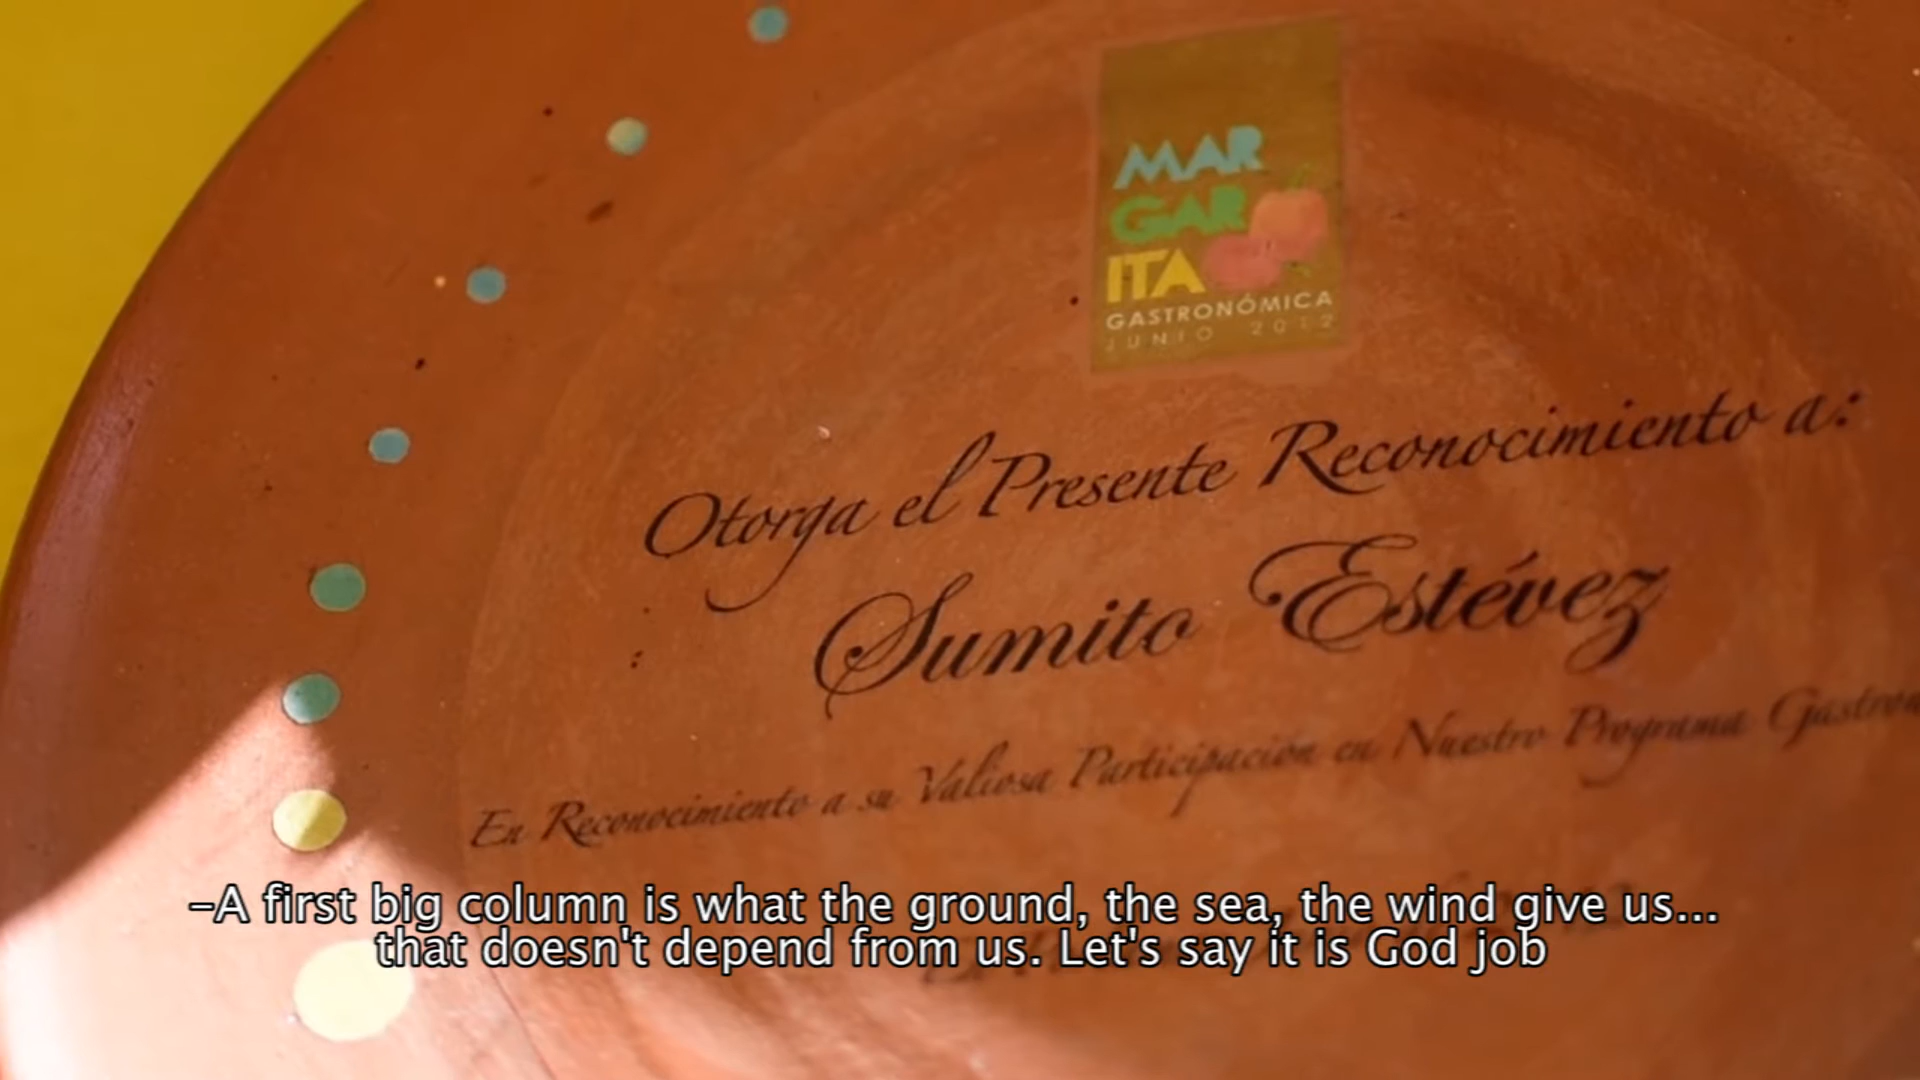 MAR
GAR
ITA
GASTRONÓMICA
JUNIO 2012
Otorga el Presente Reconocimiento a:
Sumito Estévez
En Reconocimiento a su Valiosa Participación en Nuestro Programa
-A first big column is what the ground, the sea, the wind give us...
that doesn't depend from us. Let's say it is God job